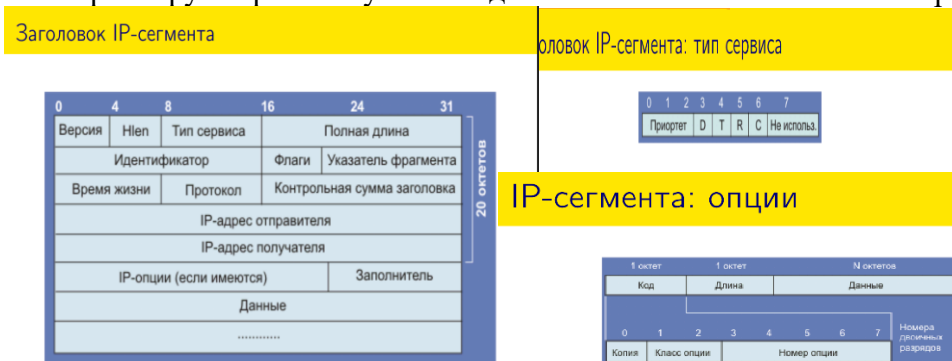 Заголовок IP-сегмента
0 4 8 16 24 31
Версия Hlen Тип сервиса Полная длина
Идентификатор Флаги Указатель фрагмента
Время жизни Протокол Контрольная сумма заголовка
IP-адрес отправителя
IP-адрес получателя
IP-опции (если имеются) Заполнитель
Данные
............
20 октетов
оловок IP-сегмента: тип сервиса
0 1 2 3 4 5 6 7
Приортет D T R C Не использ.
IP-сегмента: опции
1 октет 1 октет N октетов
Код Длина Данные
0 1 2 3 4 5 6 7
Номера
двоичных
разрядов
Копия Класс опции Номер опции